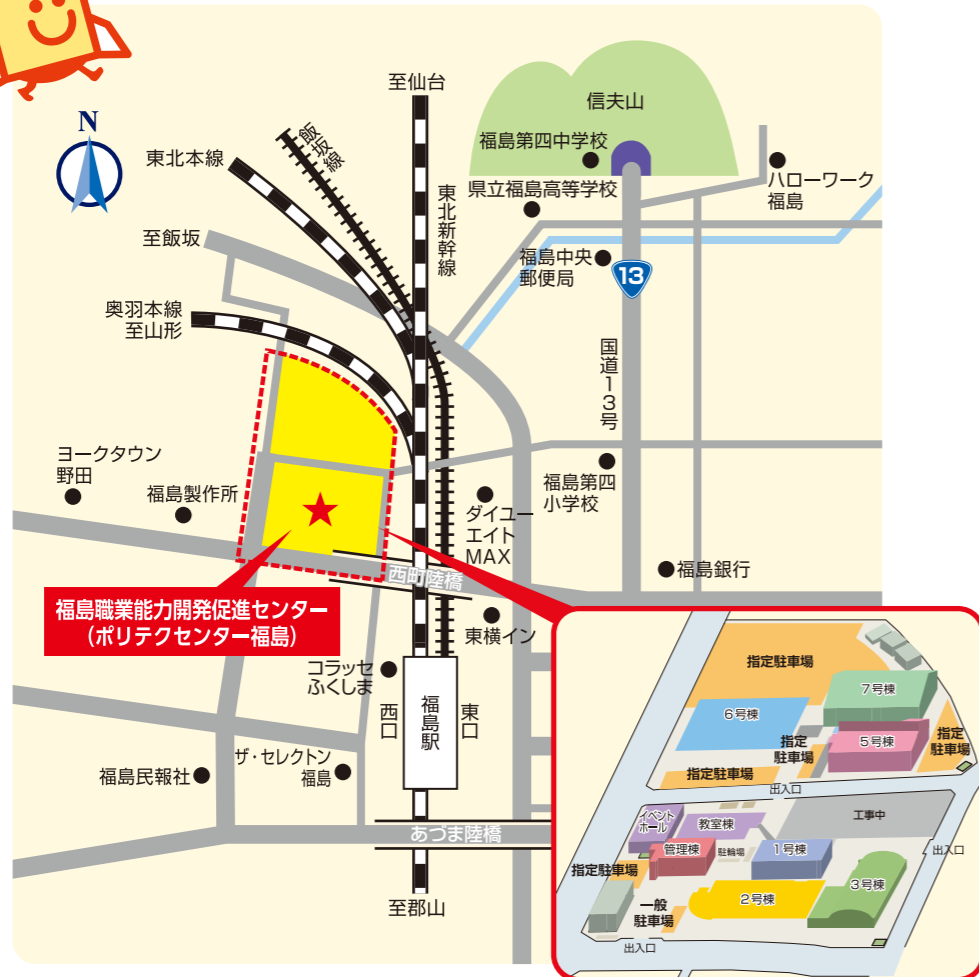 至仙台
信夫山
N
飯坂線
福島第四中学校
東北本線
ハローワーク
福島
県立福島高等学校
東北新幹線
至飯坂
福島中央
郵便局
13
奥羽本線
至山形
国道13号
ヨークタウン
野田
福島製作所
福島第四
小学校
ダイユー
エイト
MAX
西町陸橋
福島銀行
福島職業能力開発促進センター
(ポリテクセンター福島)
東横イン
コラッセ
ふくしま
西口
福島駅
東口
ザ・セレクトン
福島
福島民報社
あづま陸橋
至郡山
指定駐車場
7号棟
6号棟
指定
駐車場
5号棟
指定
駐車場
指定駐車場
出入口
イベント
ホール
教室棟
工事中
管理棟
駐輪場
1号棟
出入口
指定駐車場
3号棟
一般
駐車場
2号棟
出入口